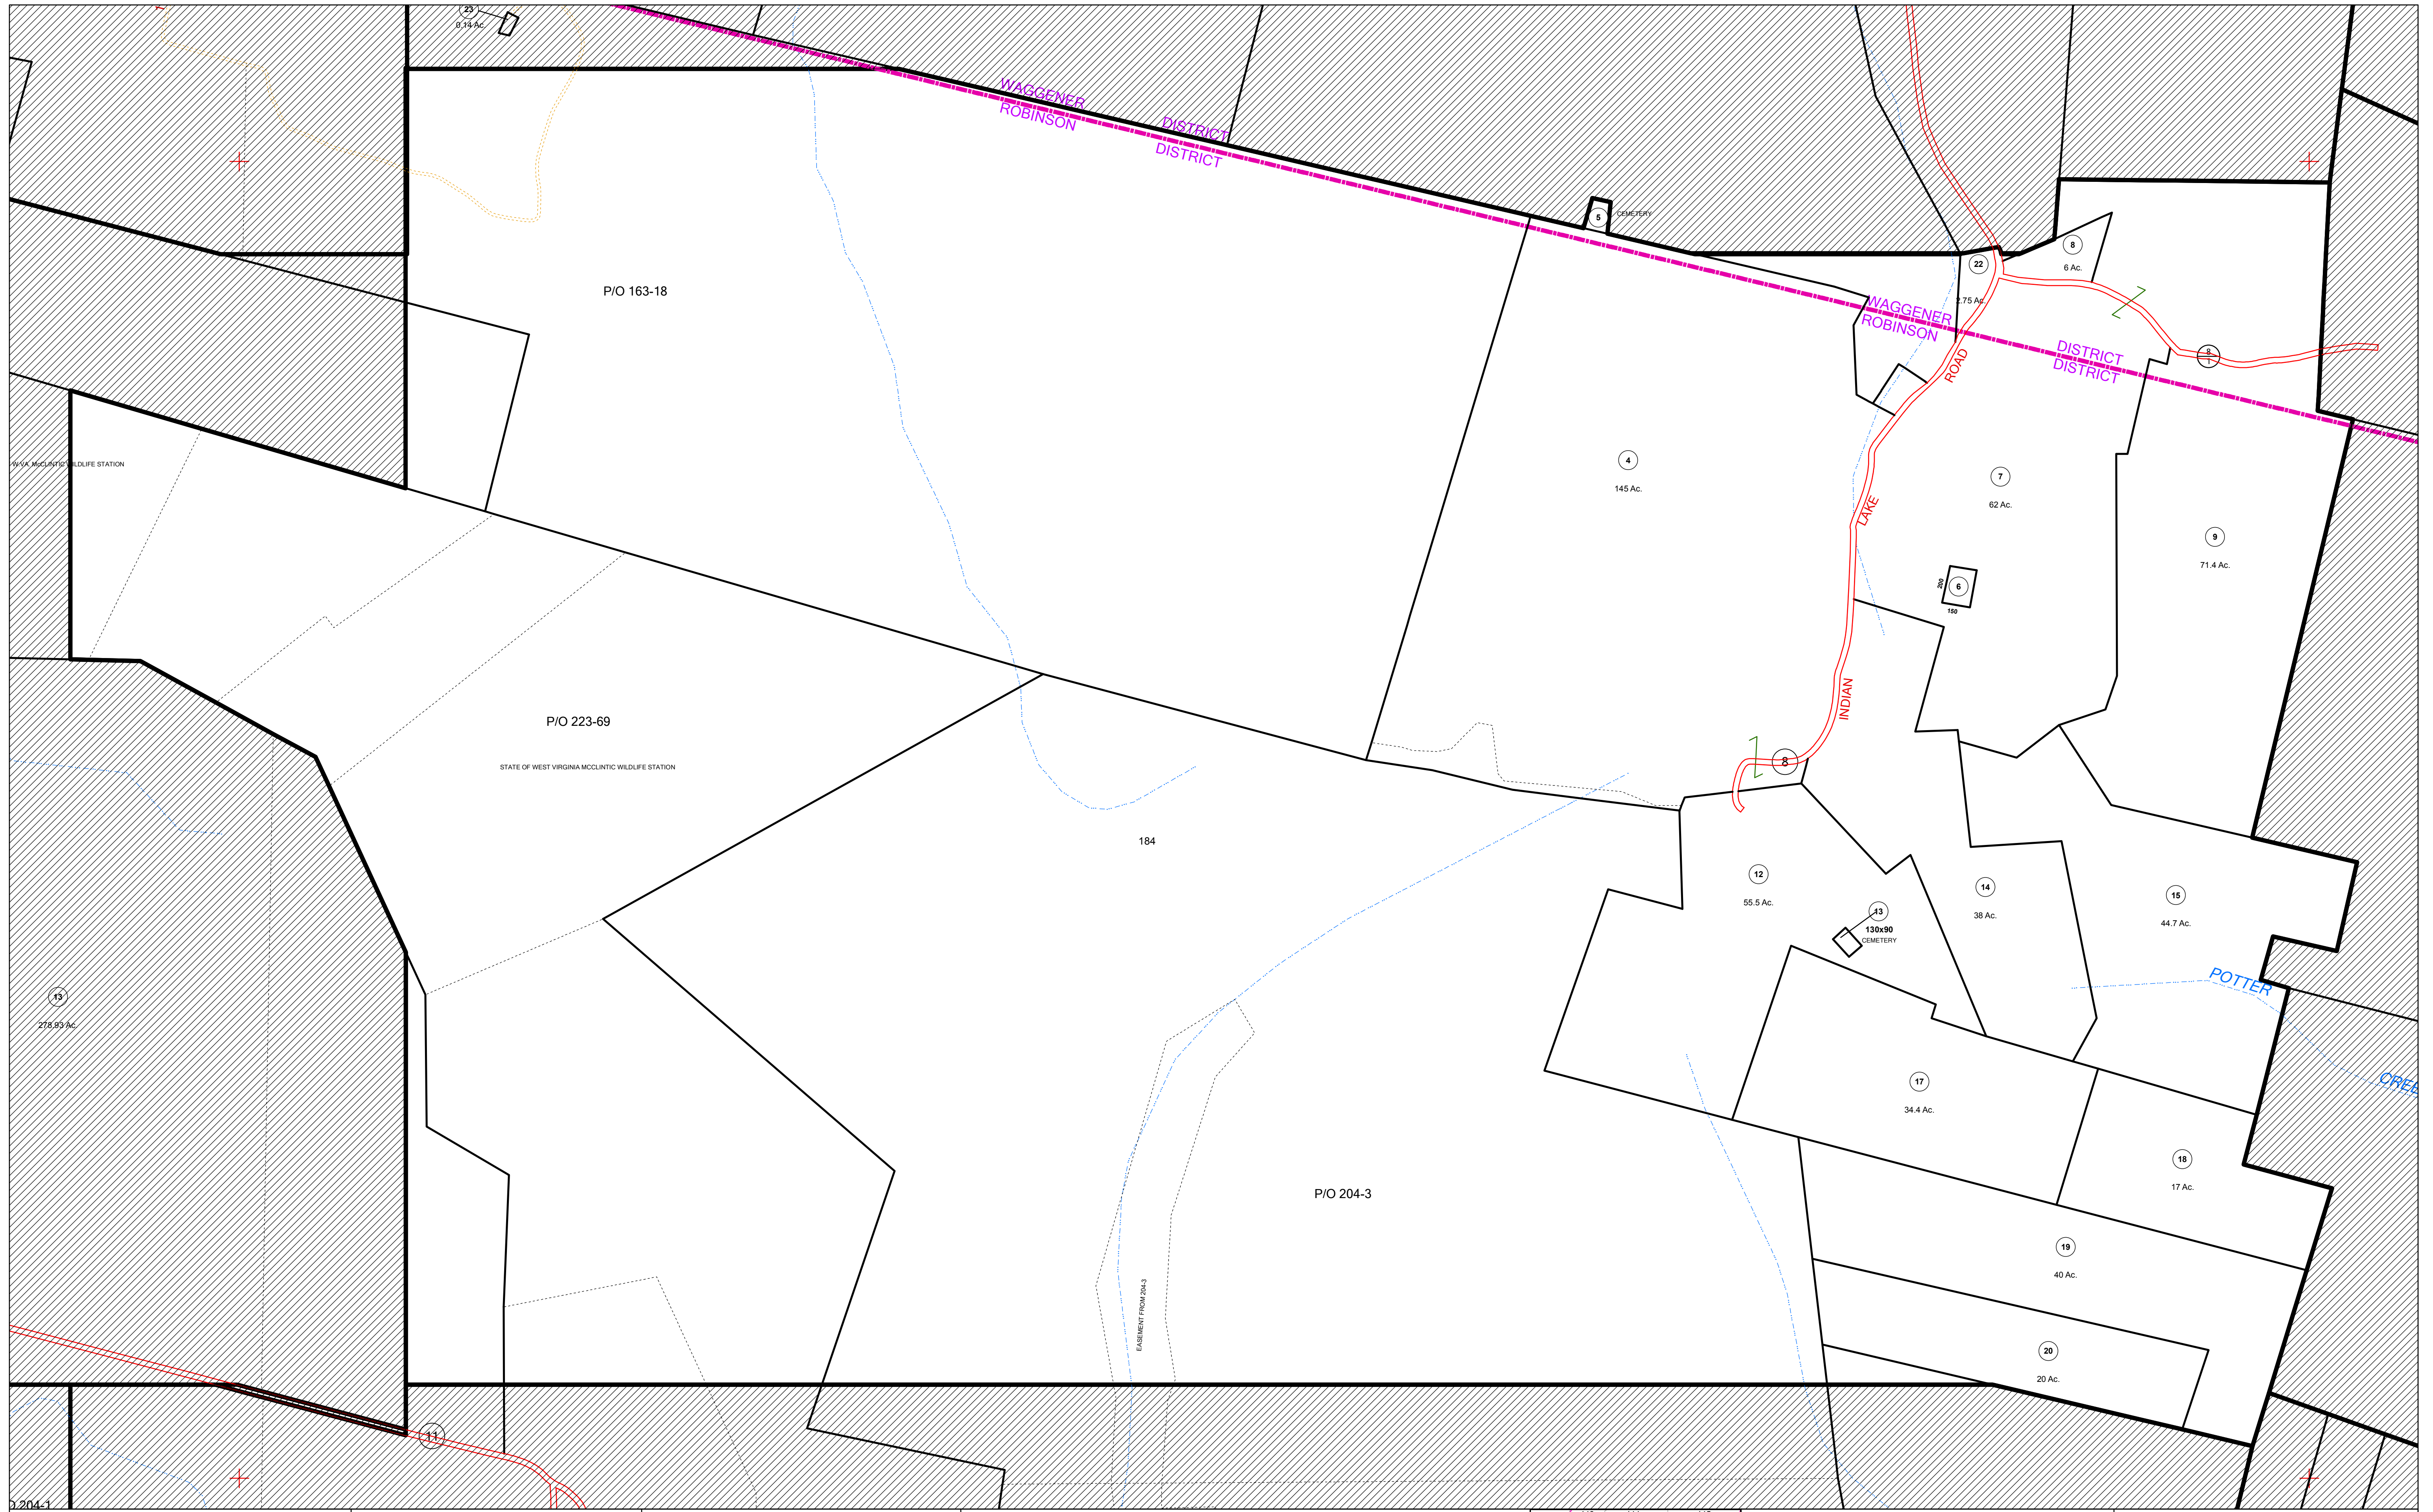 23
0.14 Ac.
WAGGENER
ROBINSON
DISTRICT
DISTRICT
5
CEMETERY
8
6 Ac.
22
2.75 Ac.
P/O 163-18
WAGGENER
ROBINSON
DISTRICT
DISTRICT
8
1
ROAD
W.VA. McCLINTIC WILDLIFE STATION
4
145 Ac.
7
62 Ac.
LAKE
9
71.4 Ac.
6
200
150
INDIAN
P/O 223-69
STATE OF WEST VIRGINIA MCCLINTIC WILDLIFE STATION
8
184
12
55.5 Ac.
14
38 Ac.
15
44.7 Ac.
13
130x90
CEMETERY
POTTER
13
278.93 Ac.
17
34.4 Ac.
18
17 Ac.
P/O 204-3
19
40 Ac.
EASEMENT FROM 204-3
20
20 Ac.
11
204-1